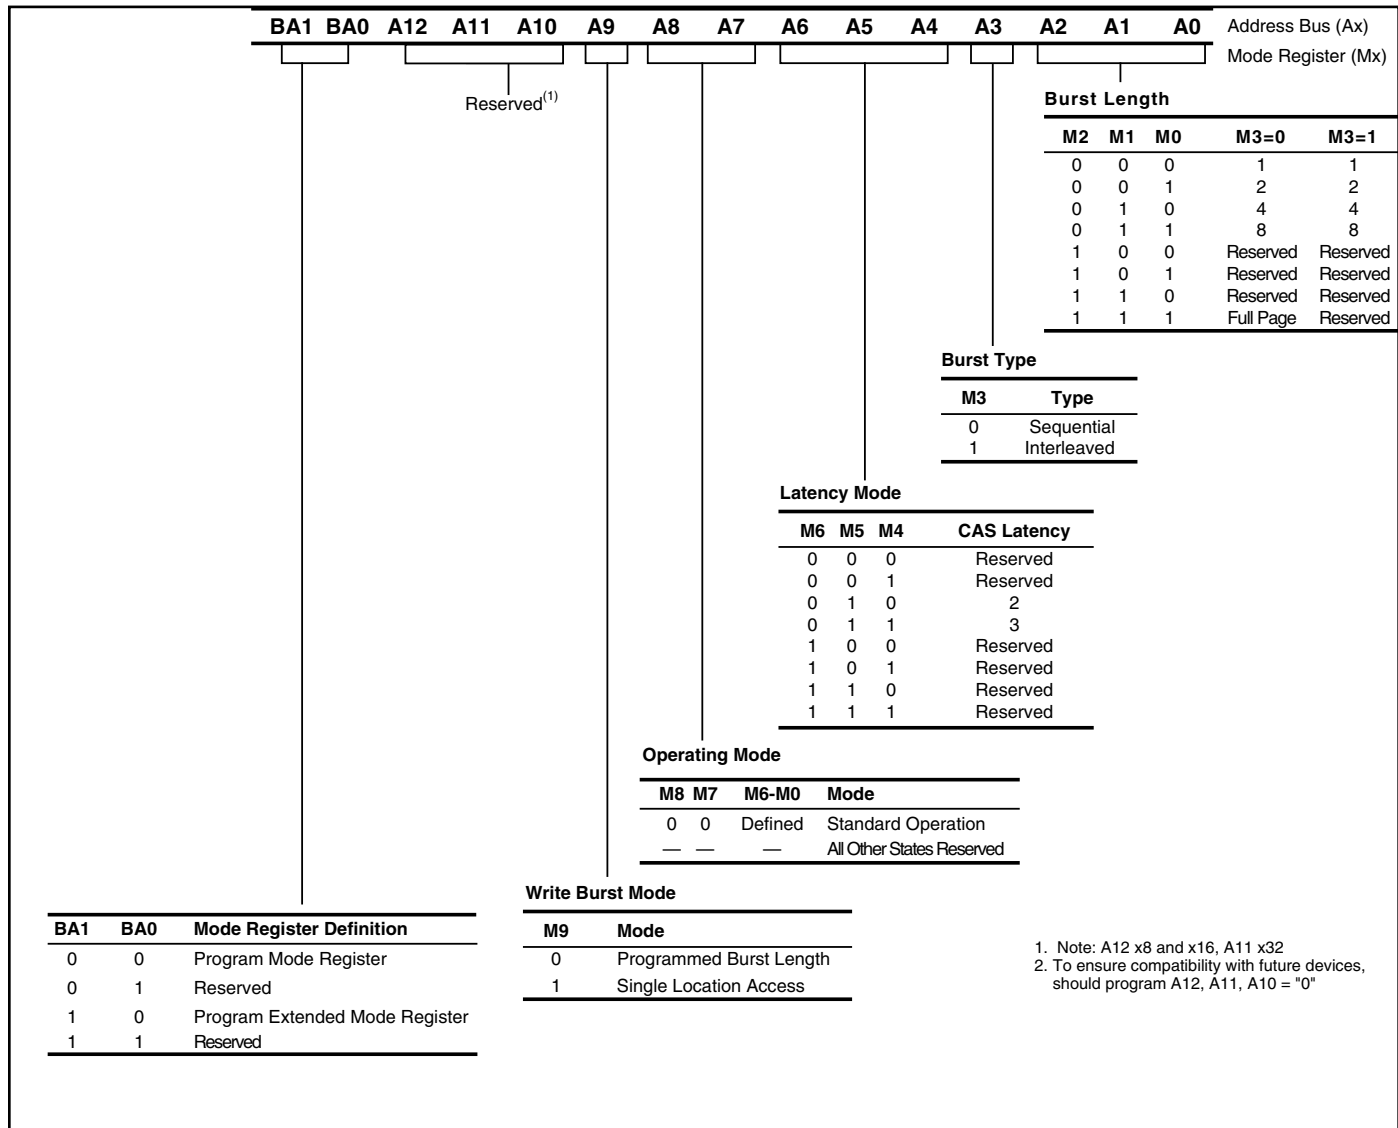 BA1 BA0 A12 A11 A10 A9 A8 A7 A6 A5 A4 A3 A2 A1 A0 Address Bus (Ax)
Mode Register (Mx)
Reserved(1)
Burst Length
M2 M1 M0 M3=0 M3=1
0 0 0 1 1
0 0 1 2 2
0 1 0 4 4
0 1 1 8 8
1 0 0 Reserved Reserved
1 0 1 Reserved Reserved
1 1 0 Reserved Reserved
1 1 1 Full Page Reserved
Burst Type
M3 Type
0 Sequential
1 Interleaved
Latency Mode
M6 M5 M4 CAS Latency
0 0 0 Reserved
0 0 1 Reserved
0 1 0 2
0 1 1 3
1 0 0 Reserved
1 0 1 Reserved
1 1 0 Reserved
1 1 1 Reserved
Operating Mode
M8 M7 M6-M0 Mode
0 0 Defined Standard Operation
— — — All Other States Reserved
Write Burst Mode
M9 Mode
0 Programmed Burst Length
1 Single Location Access
BA1 BA0 Mode Register Definition
0 0 Program Mode Register
0 1 Reserved
1 0 Program Extended Mode Register
1 1 Reserved
1. Note: A12 x8 and x16, A11 x32
2. To ensure compatibility with future devices,
should program A12, A11, A10 = "0"